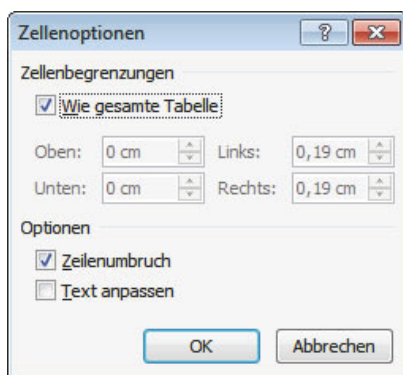 Zellenoptionen
Zellenbegrenzungen
Wie gesamte Tabelle
Oben: 0 cm Links: 0,19 cm
Unten: 0 cm Rechts: 0,19 cm
Optionen
Zeilenumbruch
Text anpassen
OK Abbrechen